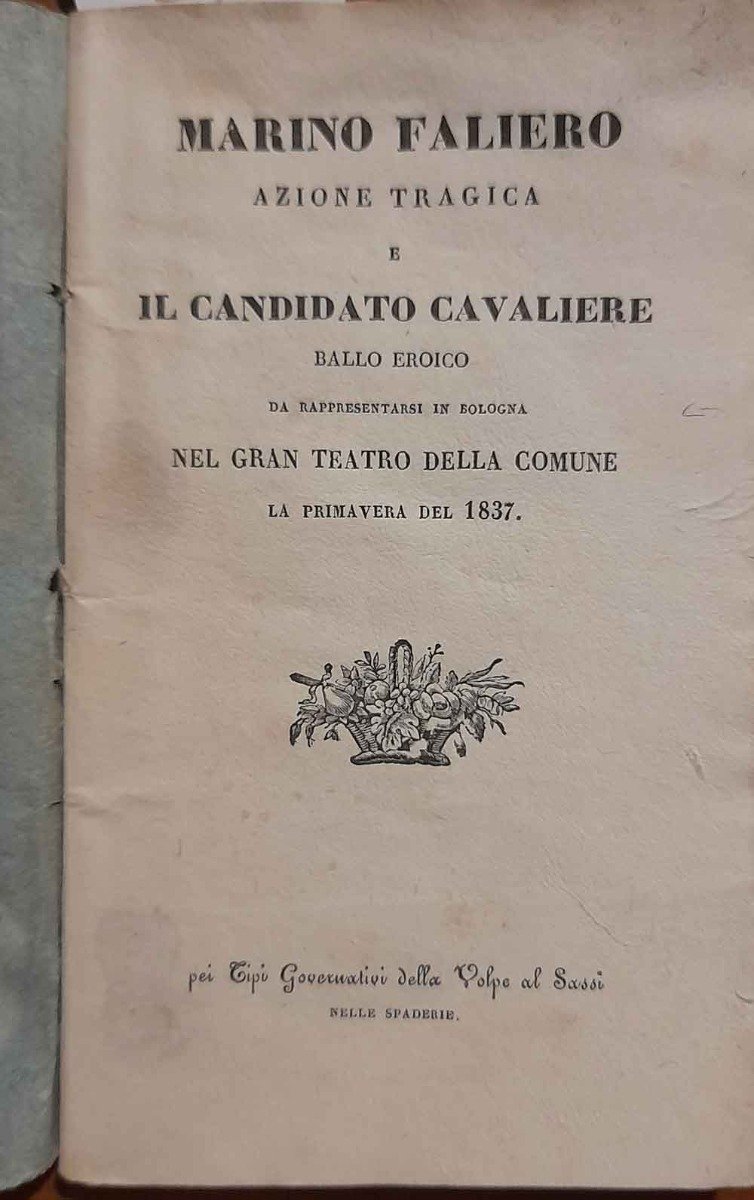 MARINO FALIERO
AZIONE TRAGICA
E
IL CANDIDATO CAVALIERE
BALLO EROICO
DA RAPPRESENTARSI IN BOLOGNA
NEL GRAN TEATRO DELLA COMUNE
LA PRIMAVERA DEL 1837.
pei Tipi Governativi della Volpe al Sassi
NELLE SPADERIE.